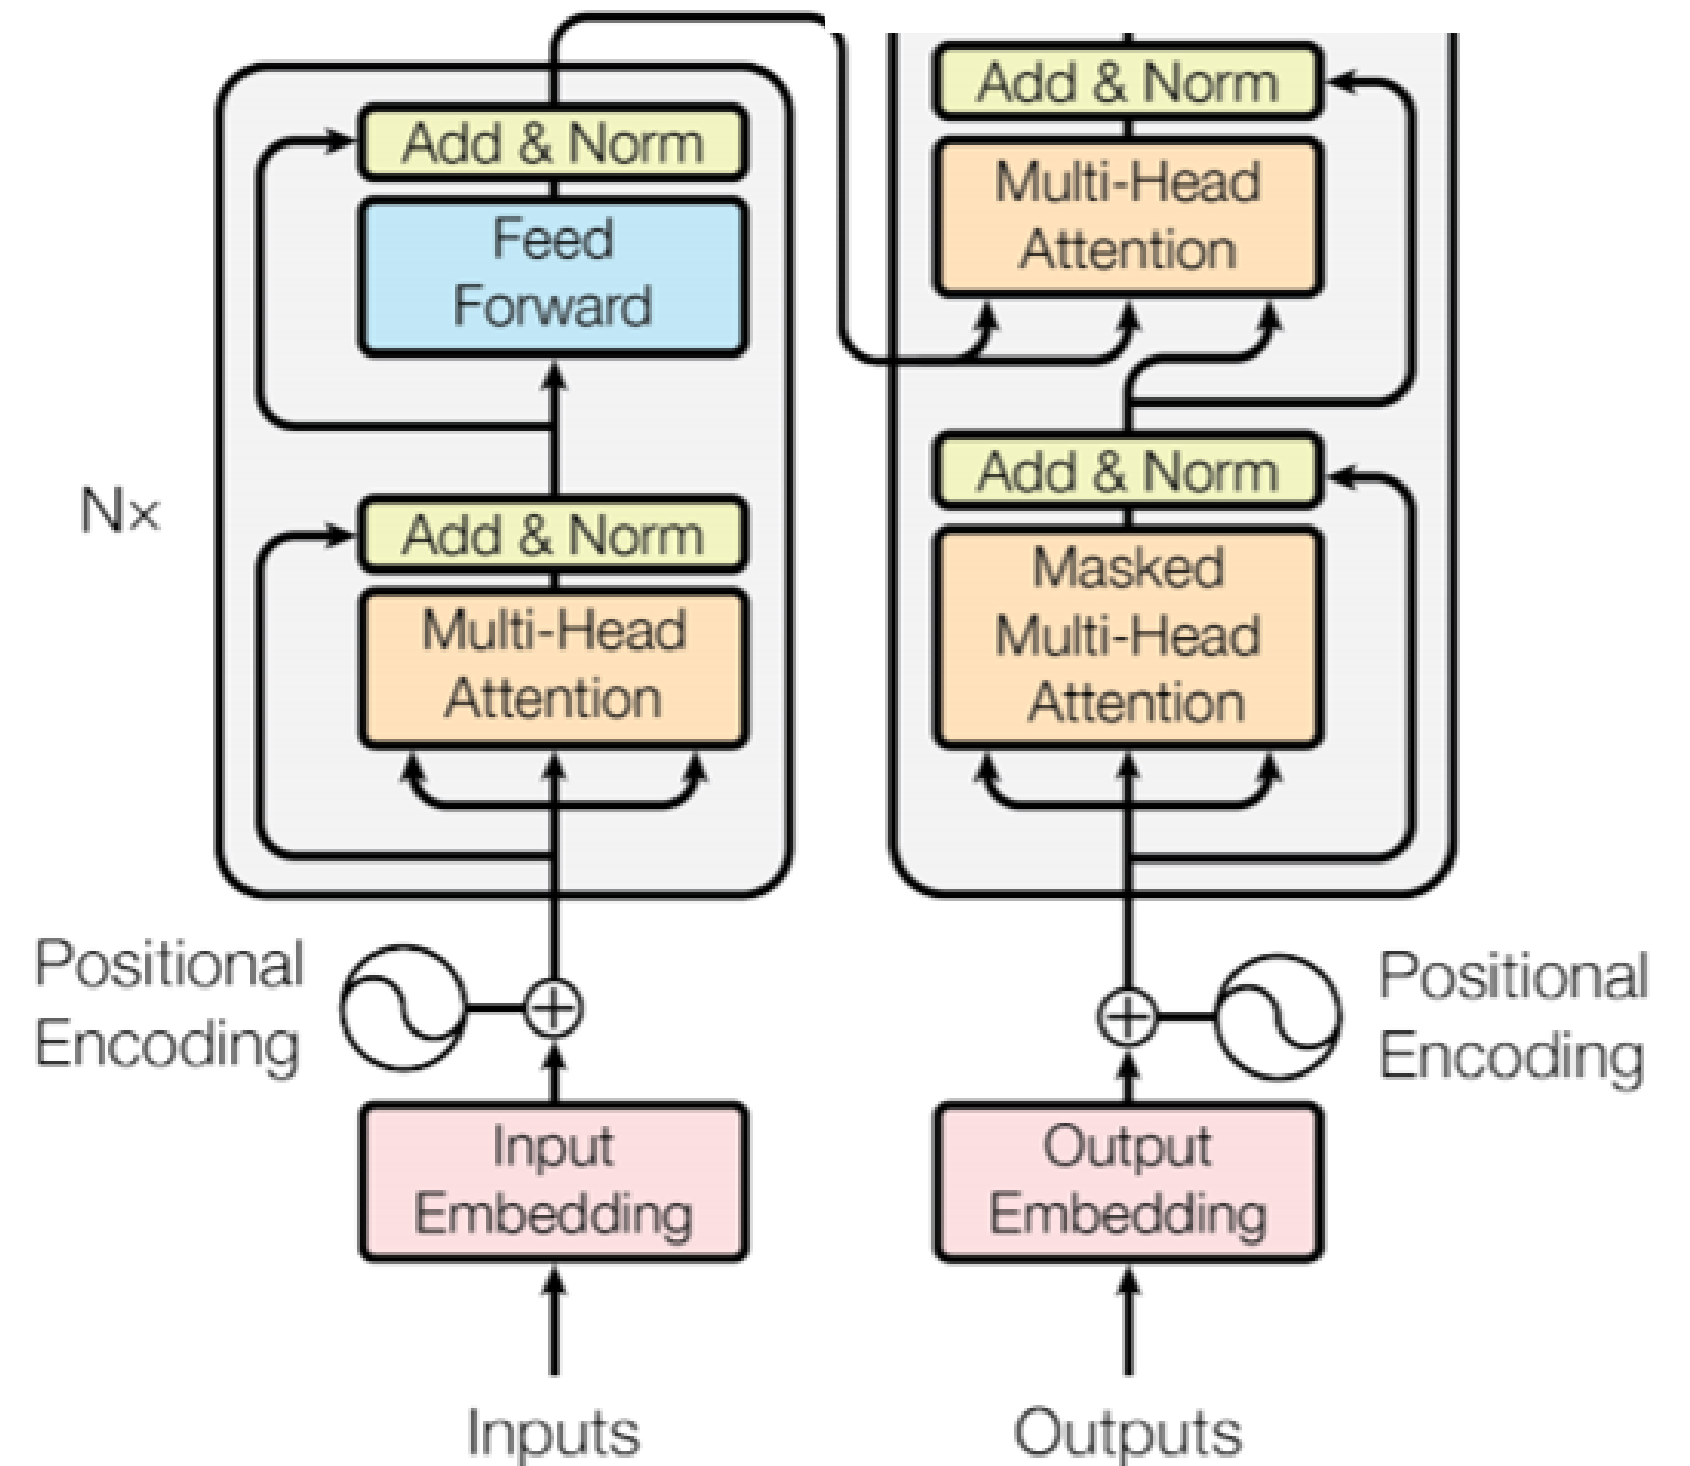 Add & Norm
Feed
Forward
Nx
Add & Norm
Multi-Head
Attention
Positional
Encoding
Input
Embedding
Inputs
Add & Norm
Multi-Head
Attention
Add & Norm
Masked
Multi-Head
Attention
Positional
Encoding
Output
Embedding
Outputs